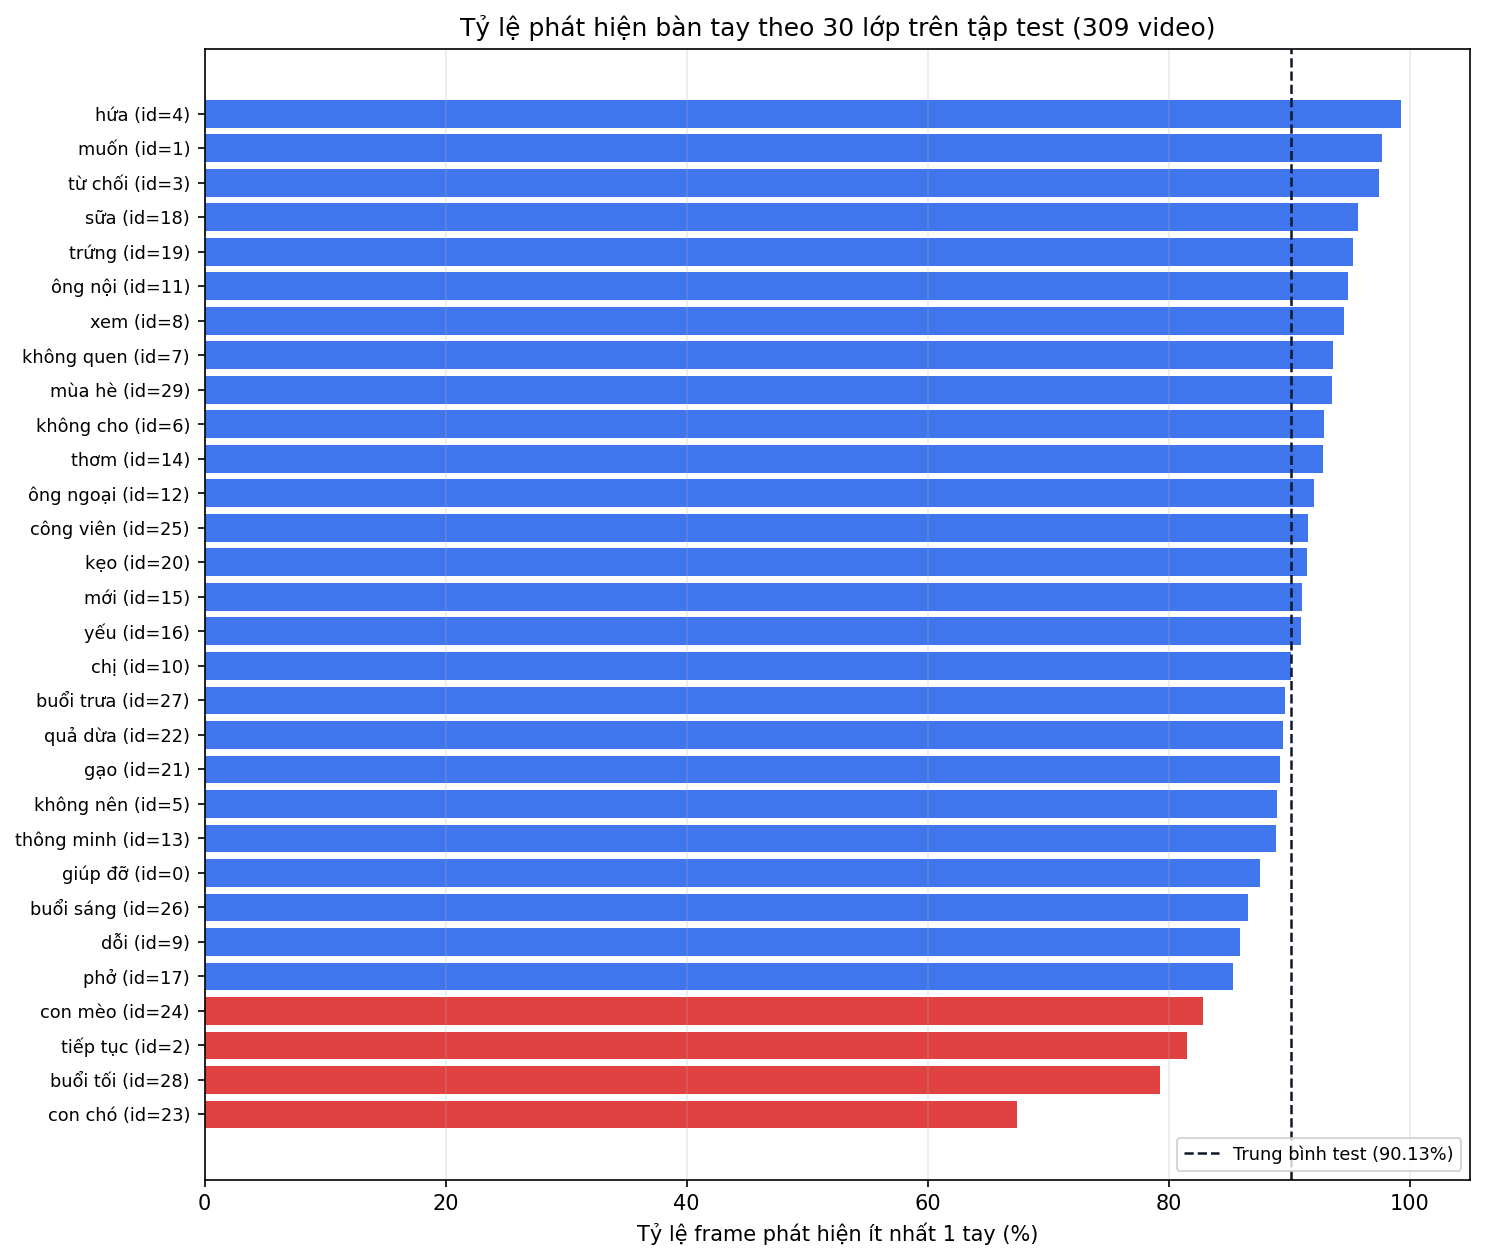 Tỷ lệ phát hiện bàn tay theo 30 lớp trên tập test (309 video)
hứa (id=4)
muốn (id=1)
từ chối (id=3)
sữa (id=18)
trứng (id=19)
ông nội (id=11)
xem (id=8)
không quen (id=7)
mùa hè (id=29)
không cho (id=6)
thơm (id=14)
ông ngoại (id=12)
công viên (id=25)
kẹo (id=20)
mới (id=15)
yếu (id=16)
chị (id=10)
buổi trưa (id=27)
quả dừa (id=22)
gạo (id=21)
không nên (id=5)
thông minh (id=13)
giúp đỡ (id=0)
buổi sáng (id=26)
dỗi (id=9)
phở (id=17)
con mèo (id=24)
tiếp tục (id=2)
buổi tối (id=28)
con chó (id=23)
Trung bình test (90.13%)
0 20 40 60 80 100
Tỷ lệ frame phát hiện ít nhất 1 tay (%)